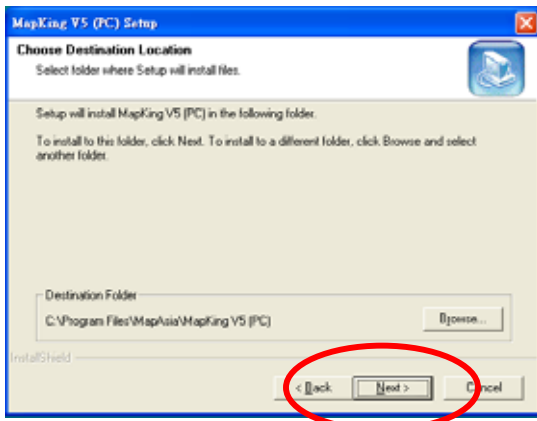 MapKing V5 (PC) Setup
Choose Destination Location
Select folder where Setup will install files.
Setup will install MapKing V5 (PC) in the following folder.
To install to this folder, click Next. To install to a different folder, click Browse and select
another folder.
Destination Folder
C:\Program Files\MapAsia\MapKing V5 (PC)
Browse...
InstallShield
< Back
Next >
Cancel